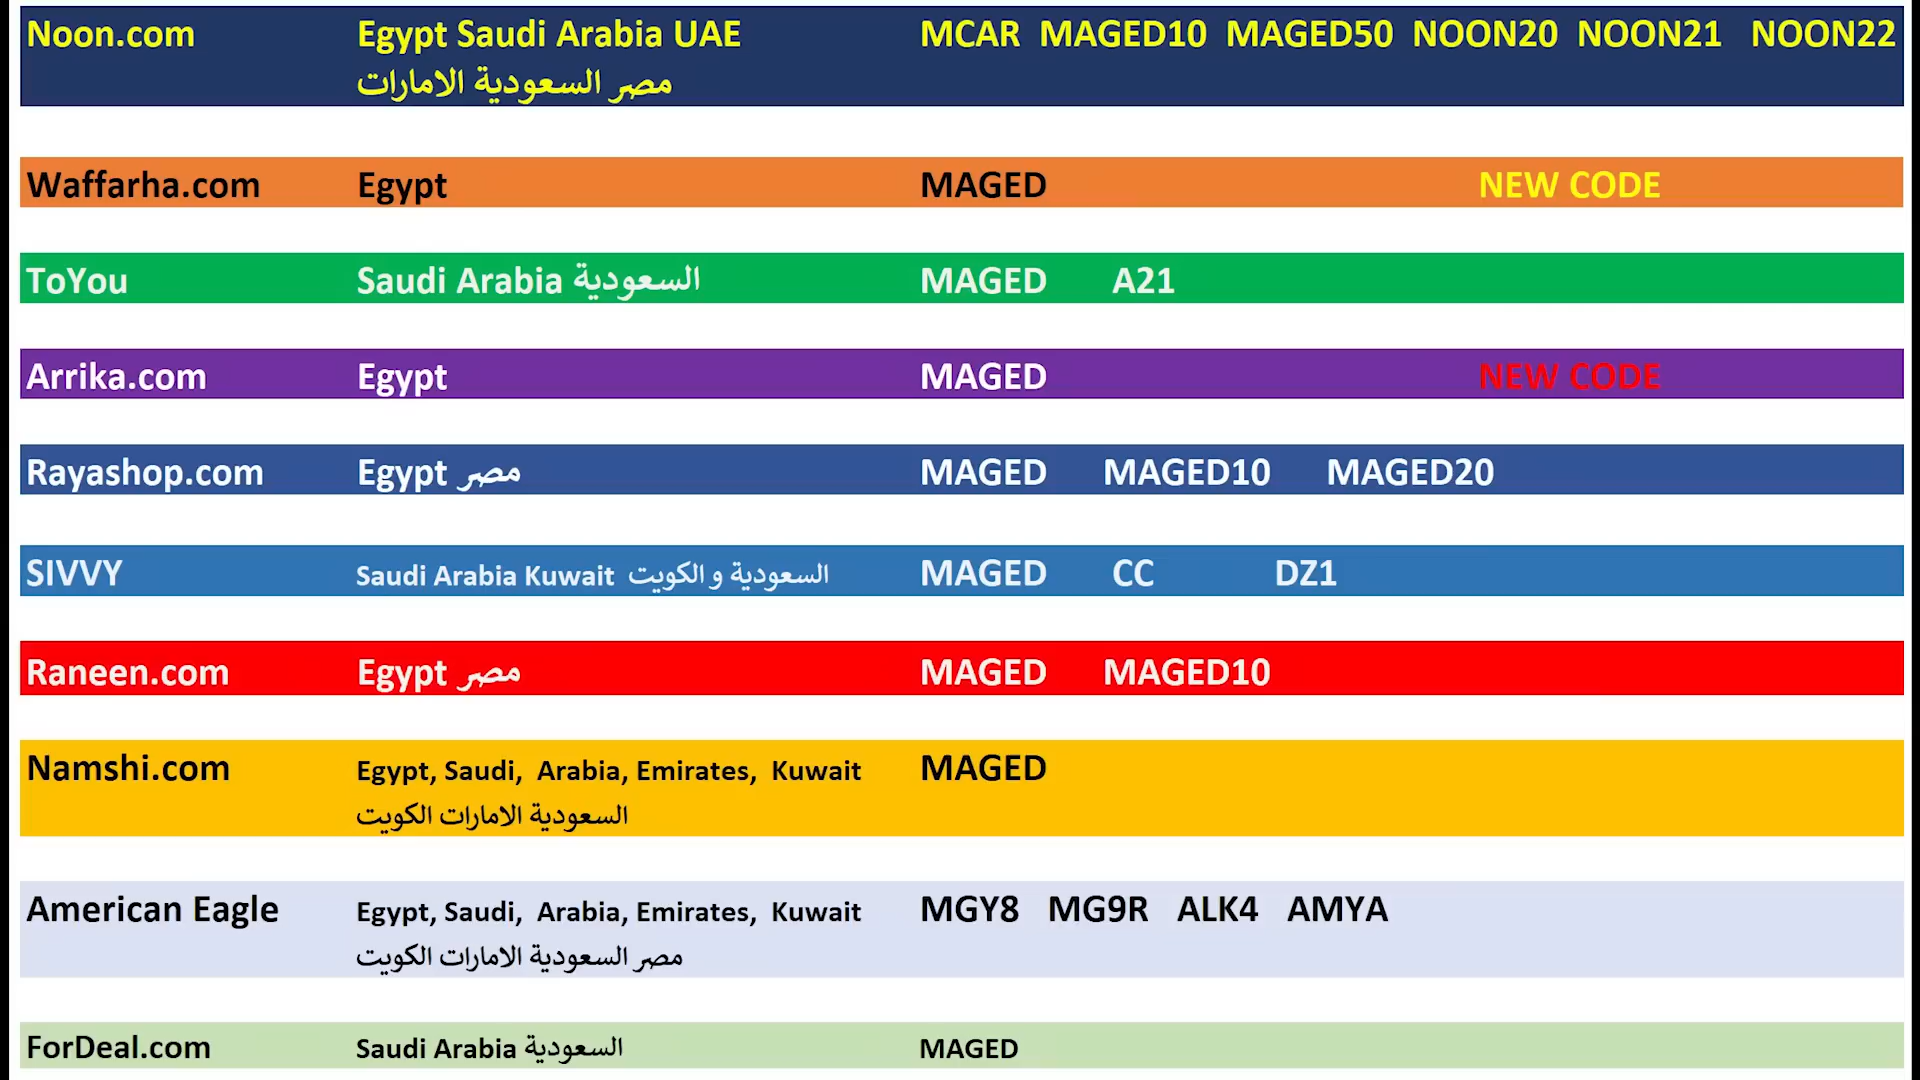 Noon.com Egypt Saudi Arabia UAE MCAR MAGED10 MAGED50 NOON20 NOON21 NOON22
مصر السعودية الامارات
Waffarha.com Egypt MAGED NEW CODE
ToYou Saudi Arabia السعودية MAGED A21
Arrika.com Egypt MAGED NEW CODE
Rayashop.com Egypt مصر MAGED MAGED10 MAGED20
SIVVY Saudi Arabia Kuwait السعودية و الكويت MAGED CC DZ1
Raneen.com Egypt مصر MAGED MAGED10
Namshi.com Egypt, Saudi, Arabia, Emirates, Kuwait MAGED
السعودية الامارات الكويت
American Eagle Egypt, Saudi, Arabia, Emirates, Kuwait MGY8 MG9R ALK4 AMYA
مصر السعودية الامارات الكويت
ForDeal.com Saudi Arabia السعودية MAGED